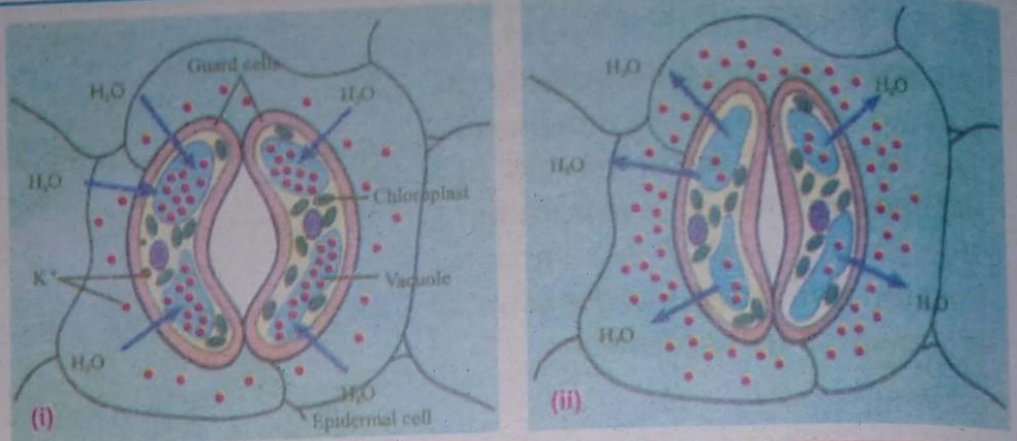 Guard cells
H₂O
H₂O
H₂O
Chloroplast
K⁺
Vacuole
H₂O
H₂O
(i)
Epidermal cell
H₂O
H₂O
H₂O
H₂O
H₂O
(ii)